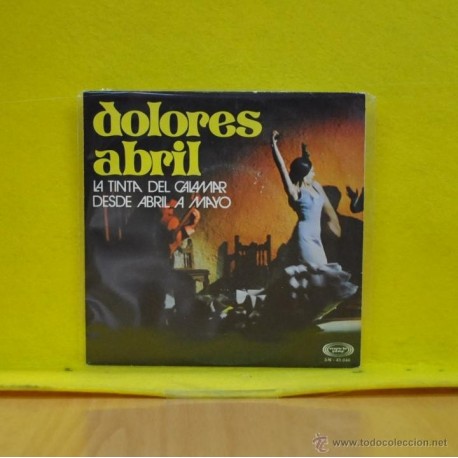 dolores
abril
LA TINTA DEL CALAMAR
DESDE ABRIL A MAYO
© www.todocoleccion.net